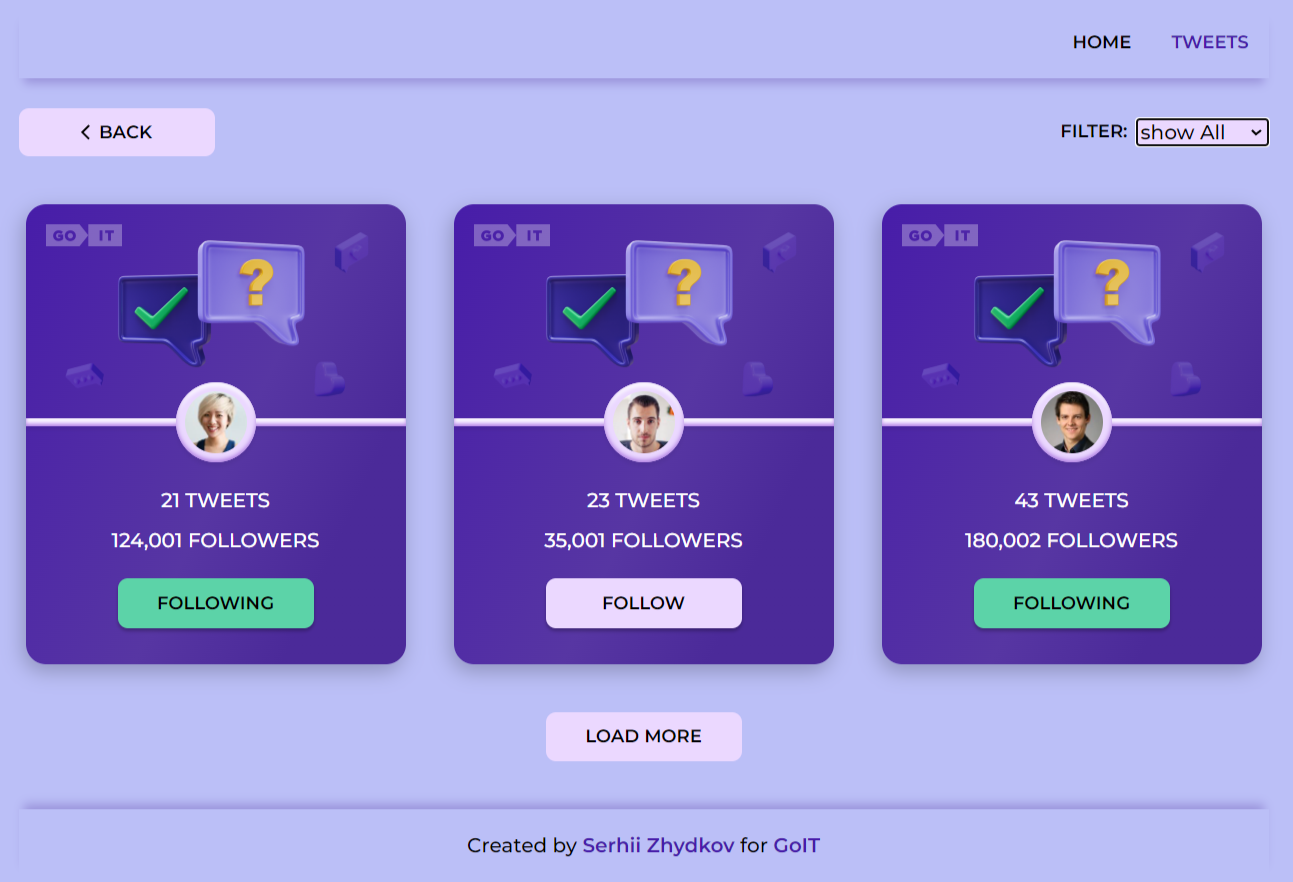 HOME TWEETS
BACK
FILTER: show All
GO IT
GO IT
GO IT
?
?
?
21 TWEETS
23 TWEETS
43 TWEETS
124,001 FOLLOWERS
35,001 FOLLOWERS
180,002 FOLLOWERS
FOLLOWING
FOLLOW
FOLLOWING
LOAD MORE
Created by Serhii Zhydkov for GoIT